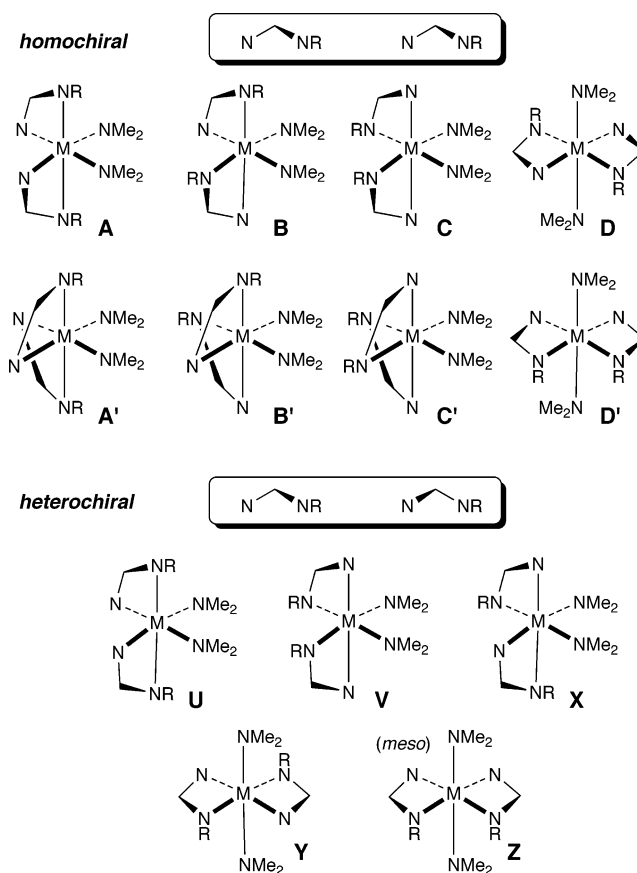 homochiral N NR N NR
NR NR N NMe2
N NMe2 N NMe2 RN NMe2 R N
N
M M M M
N NMe2 RN NMe2 RN NMe2 N N
R
NR N N Me2N
A B C D
NR NR N NMe2
N NMe2 RN NMe2 RN NMe2 N N
M M M M
N NMe2 N NMe2 RN NMe2 N N
R R
NR N N Me2N
A' B' C' D'
heterochiral N NR N NR
NR N N
N NMe2 RN NMe2 RN NMe2
M M M
N NMe2 RN NMe2 N NMe2
NR N NR
U V X
NMe2 (meso) NMe2
R
N N N N
M M
N N N N
R R R
NMe2 NMe2
Y Z